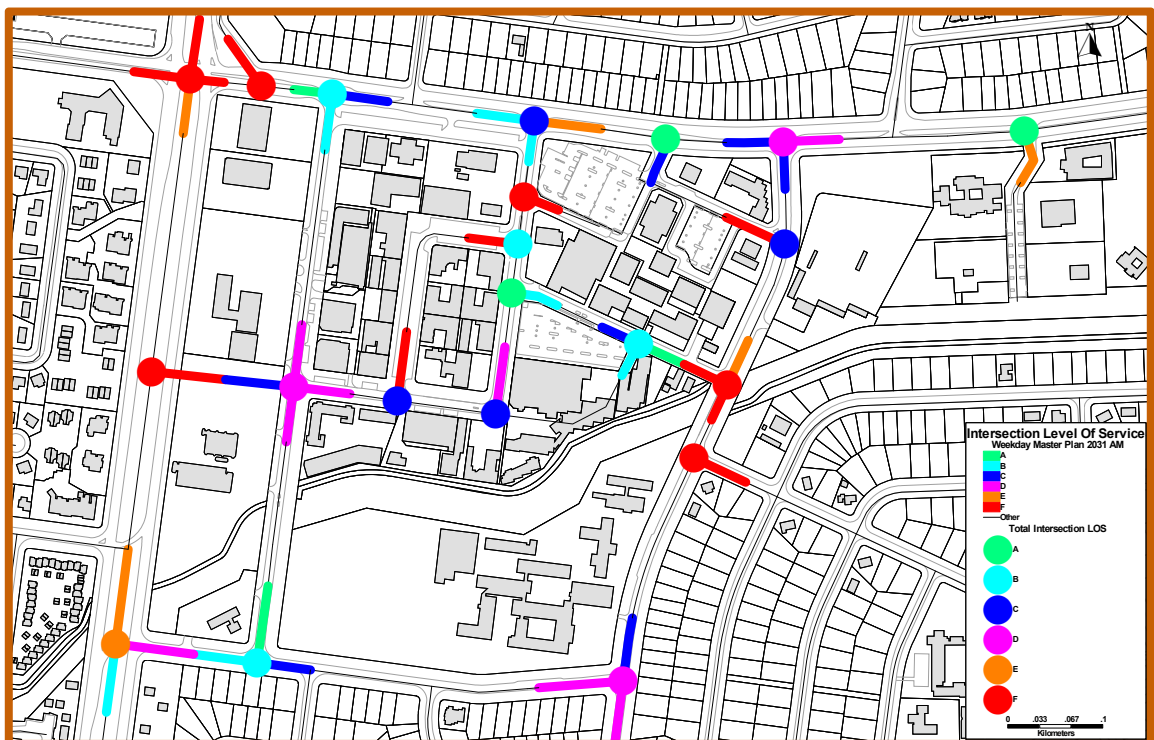 N
Intersection Level Of Service
Weekday Master Plan 2031 AM
A
B
C
D
E
F
Other
Total Intersection LOS
A
B
C
D
E
F
0 .033 .067 .1
Kilometers